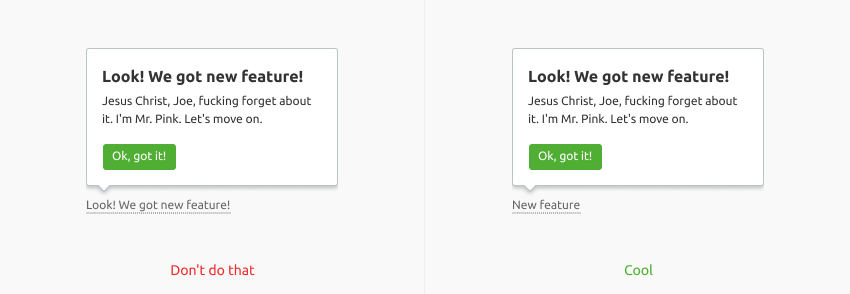 Look! We got new feature!
Jesus Christ, Joe, fucking forget about
it. I'm Mr. Pink. Let's move on.
Ok, got it!
Look! We got new feature!
Don't do that
Look! We got new feature!
Jesus Christ, Joe, fucking forget about
it. I'm Mr. Pink. Let's move on.
Ok, got it!
New feature
Cool